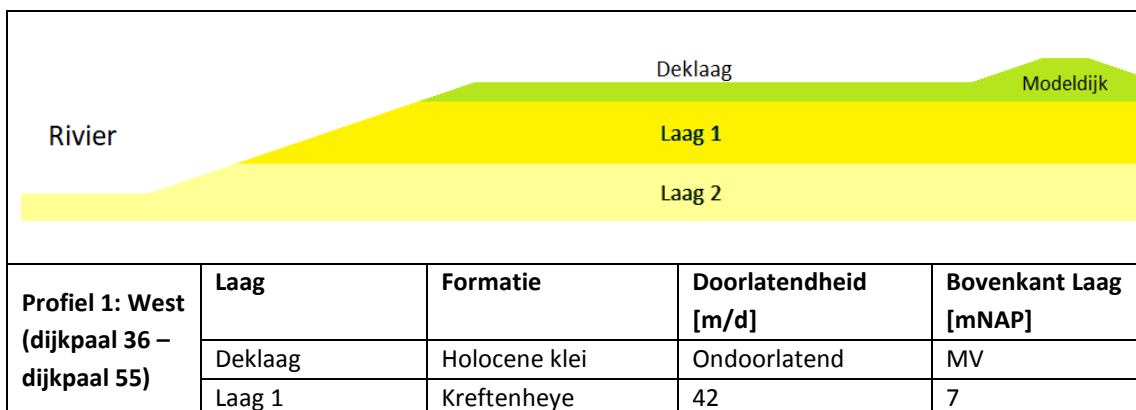 Deklaag
Modeldijk
Rivier
Laag 1
Laag 2
Profiel 1: West
(dijkpaal 36 –
dijkpaal 55)
Laag Formatie Doorlatendheid Bovenkant Laag
[m/d] [mNAP]
Deklaag Holocene klei Ondoorlatend MV
Laag 1 Kreftenheye 42 7